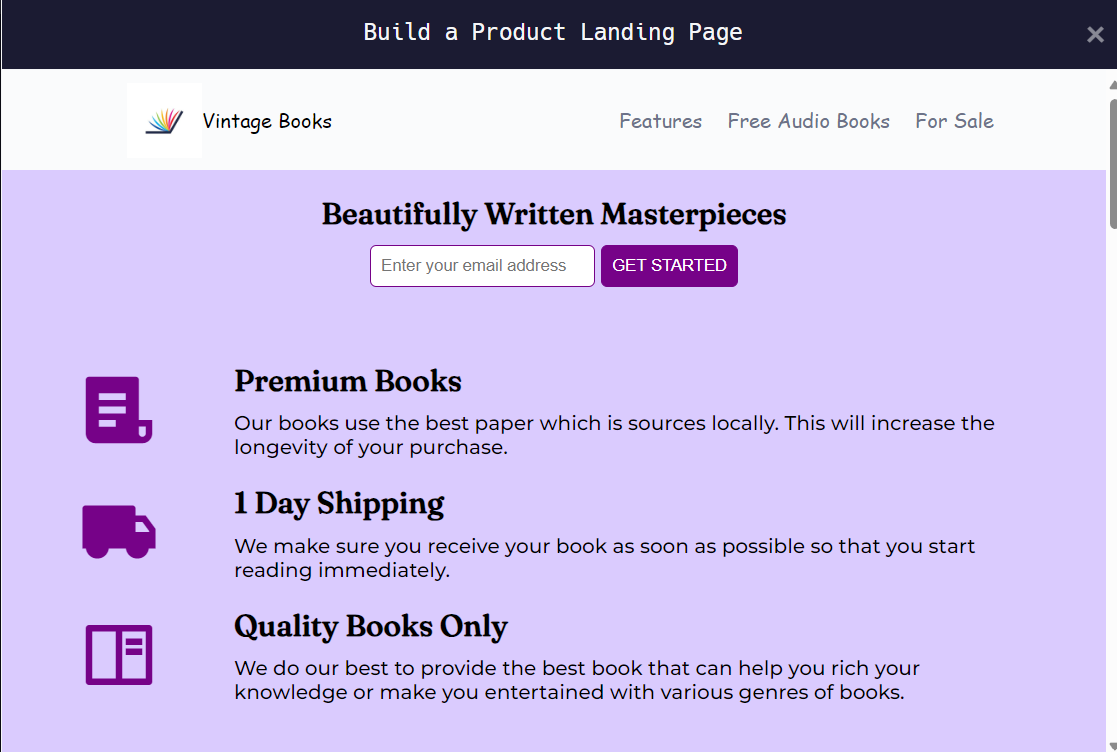 Build a Product Landing Page
Vintage Books
Features
Free Audio Books
For Sale
Beautifully Written Masterpieces
Enter your email address
GET STARTED
Premium Books
Our books use the best paper which is sources locally. This will increase the
longevity of your purchase.
1 Day Shipping
We make sure you receive your book as soon as possible so that you start
reading immediately.
Quality Books Only
We do our best to provide the best book that can help you rich your
knowledge or make you entertained with various genres of books.